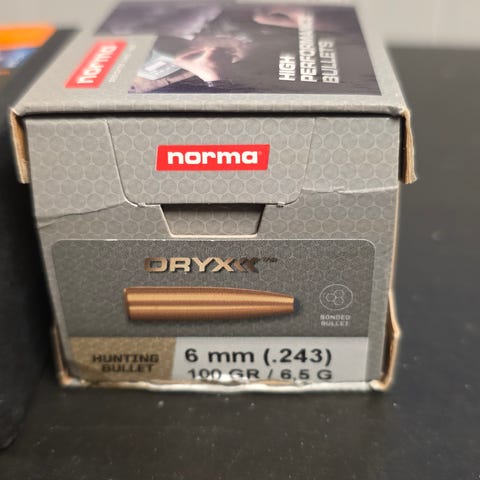 norma
HIGH
PERFORMANCE
BULLETS
norma
ORYX
BONDED
BULLET
HUNTING
BULLET
6 mm (.243)
100 GR / 6,5 G